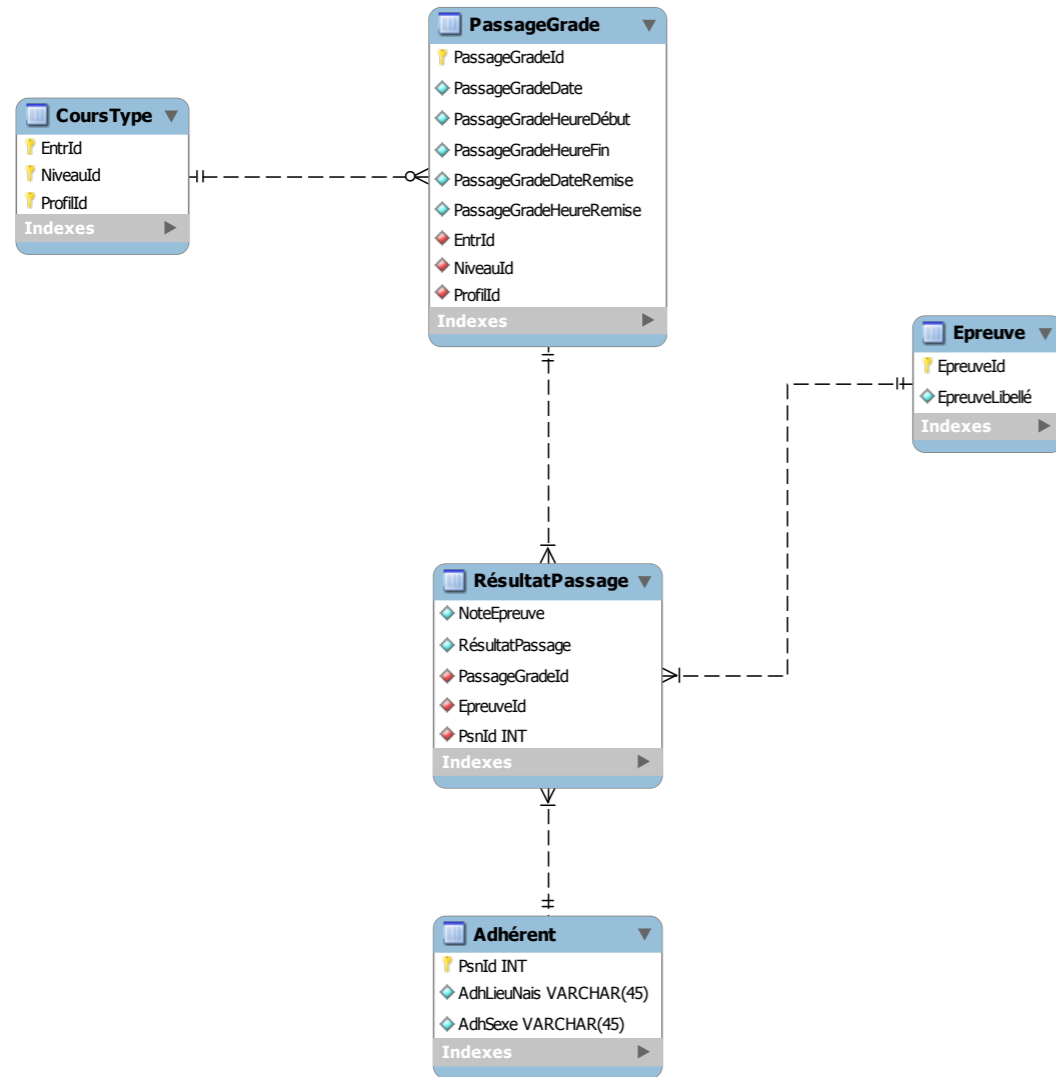 PassageGrade
PassageGradeId
PassageGradeDate
PassageGradeHeureDébut
PassageGradeHeureFin
PassageGradeDateRemise
PassageGradeHeureRemise
EntrId
NiveauId
ProfilId
Indexes
CoursType
EntrId
NiveauId
ProfilId
Indexes
Epreuve
EpreuveId
EpreuveLibellé
Indexes
RésultatPassage
NoteEpreuve
RésultatPassage
PassageGradeId
EpreuveId
PsnId INT
Indexes
Adhérent
PsnId INT
AdhLieuNais VARCHAR(45)
AdhSexe VARCHAR(45)
Indexes